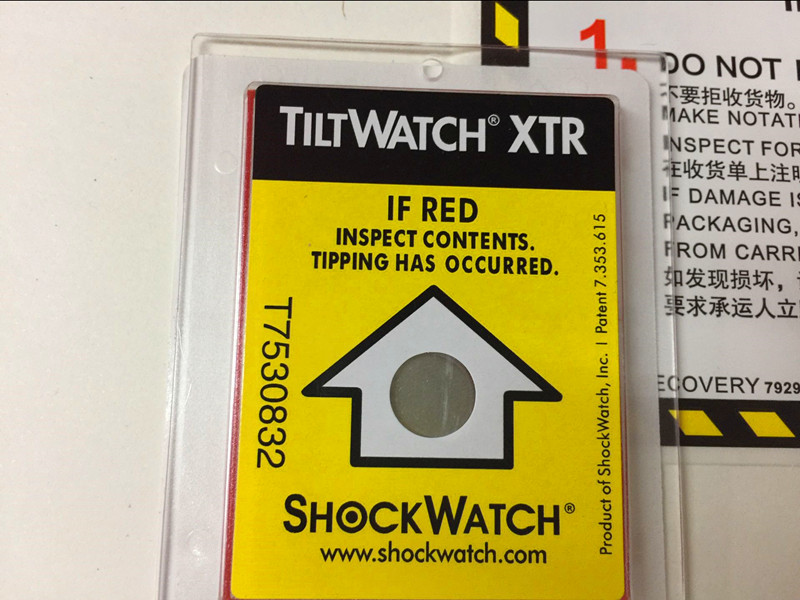 TILTWATCH® XTR
IF RED
INSPECT CONTENTS.
TIPPING HAS OCCURRED.
T7530832
Product of ShockWatch, Inc. | Patent 7.353.615
SHOCKWATCH®
www.shockwatch.com
1.
DO NOT
不要拒收货物。
MAKE NOTATI
INSPECT FOR
在收货单上注明
IF DAMAGE IS
PACKAGING,
FROM CARRI
如发现损坏，
要求承运人立
ECOVERY 7929